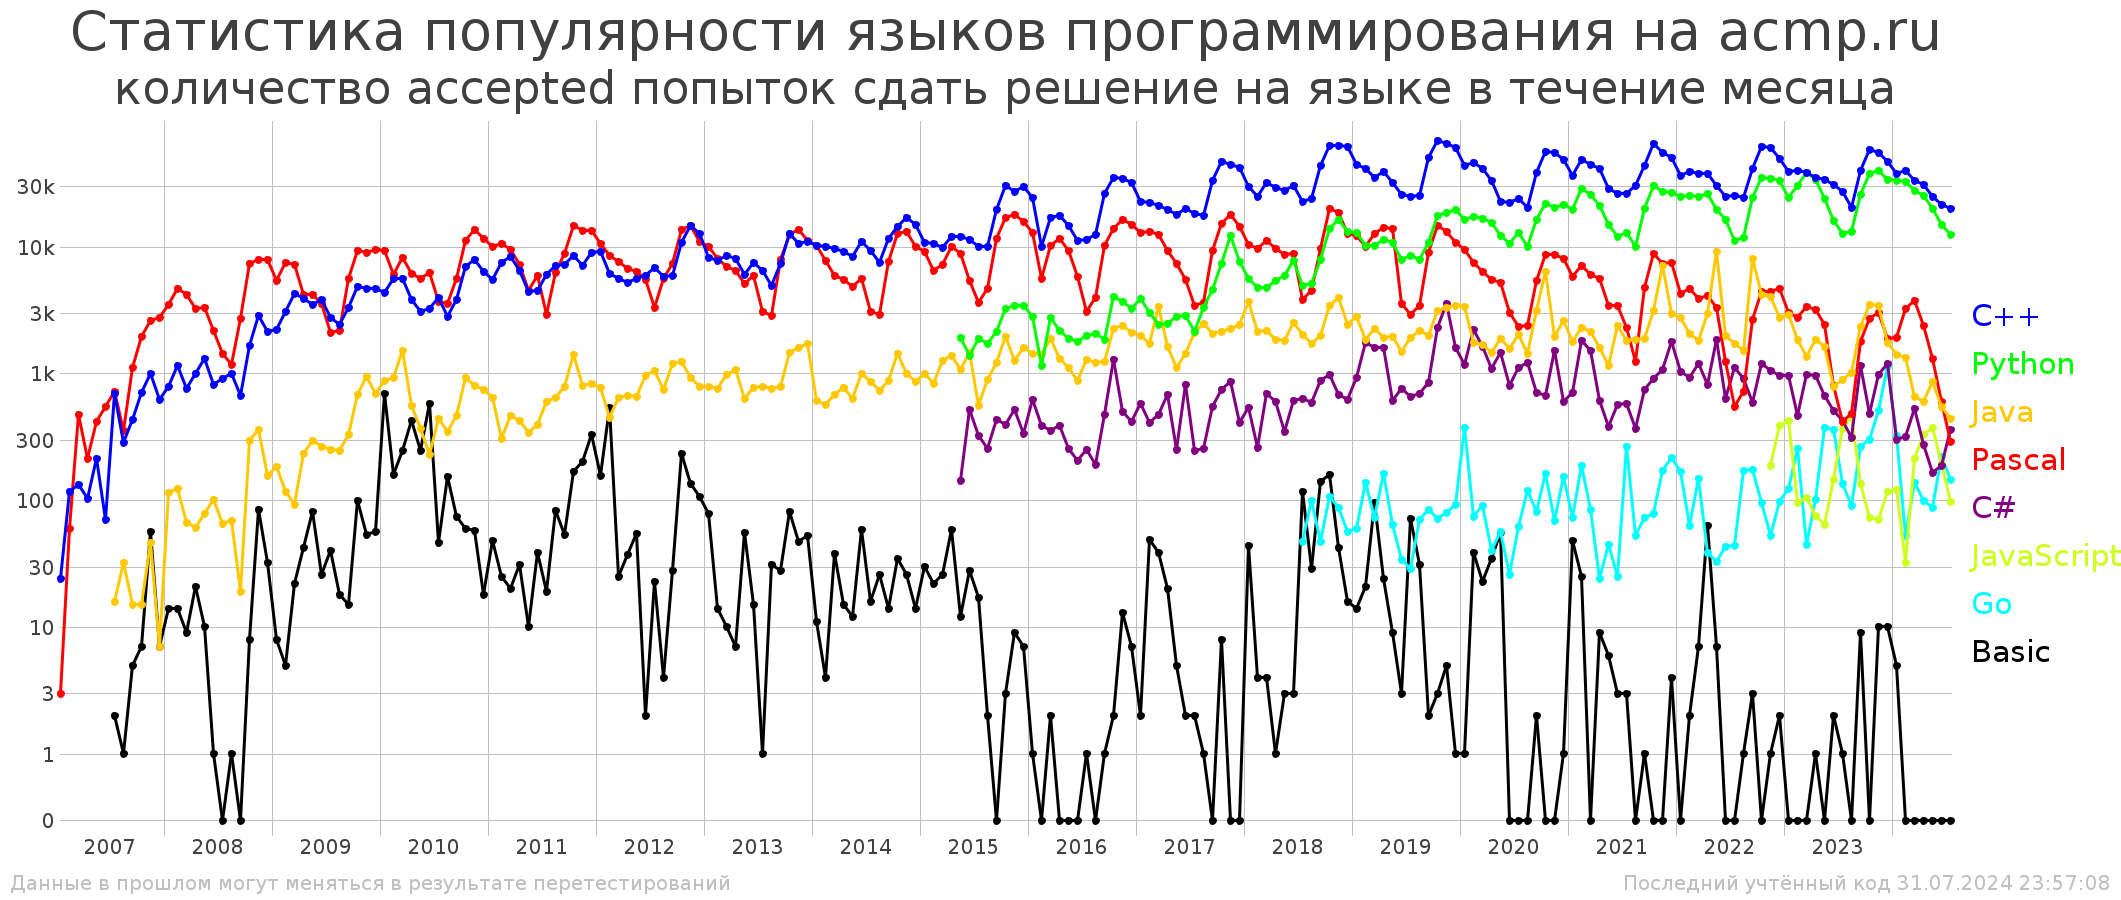 Статистика популярности языков программирования на acmp.ru
количество accepted попыток сдать решение на языке в течение месяца
30k
10k
3k
1k
300
100
30
10
3
1
0
2007 2008 2009 2010 2011 2012 2013 2014 2015 2016 2017 2018 2019 2020 2021 2022 2023
C++
Python
Java
Pascal
C#
JavaScript
Go
Basic
Данные в прошлом могут меняться в результате перетестирований
Последний учтённый код 31.07.2024 23:57:08